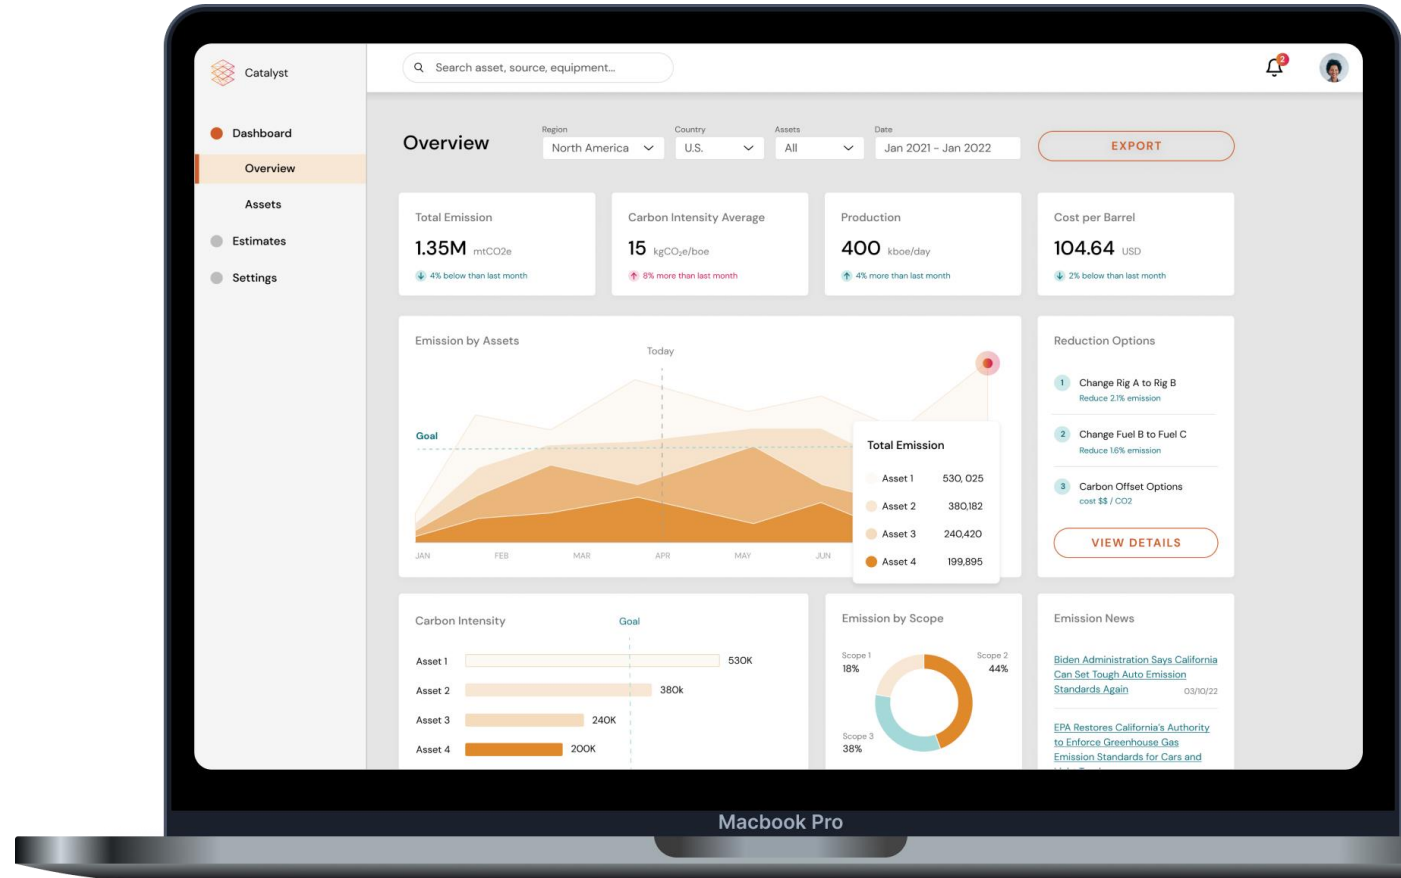 Catalyst
Search asset, source, equipment...
2
Dashboard
Overview
Assets
Estimates
Settings
Overview
Region
North America
Country
U.S.
Assets
All
Date
Jan 2021 – Jan 2022
EXPORT
Total Emission
1.35M mtCO2e
4% below than last month
Carbon Intensity Average
15 kgCO₂e/boe
8% more than last month
Production
400 kboe/day
4% more than last month
Cost per Barrel
104.64 USD
2% below than last month
Emission by Assets
Today
Goal
JAN FEB MAR APR MAY JUN
Total Emission
Asset 1 530, 025
Asset 2 380,182
Asset 3 240,420
Asset 4 199,895
Reduction Options
1 Change Rig A to Rig B
Reduce 2.1% emission
2 Change Fuel B to Fuel C
Reduce 1.6% emission
3 Carbon Offset Options
cost $$ / CO2
VIEW DETAILS
Carbon Intensity
Goal
Asset 1 530K
Asset 2 380k
Asset 3 240K
Asset 4 200K
Emission by Scope
Scope 1
18%
Scope 2
44%
Scope 3
38%
Emission News
Biden Administration Says California
Can Set Tough Auto Emission
Standards Again 03/10/22
EPA Restores California's Authority
to Enforce Greenhouse Gas
Emission Standards for Cars and
Macbook Pro